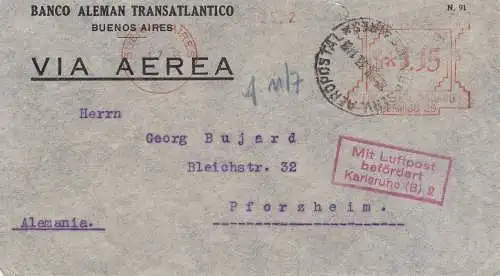 BANCO ALEMAN TRANSATLANTICO
BUENOS AIRES
N. 91
VIA AEREA
AEROPOSTAL
Herrn
Georg Bujard
Bleichstr. 32
Pforzheim.
Alemania.
Mit Luftpost
befördert
Karlsruhe (B) 2